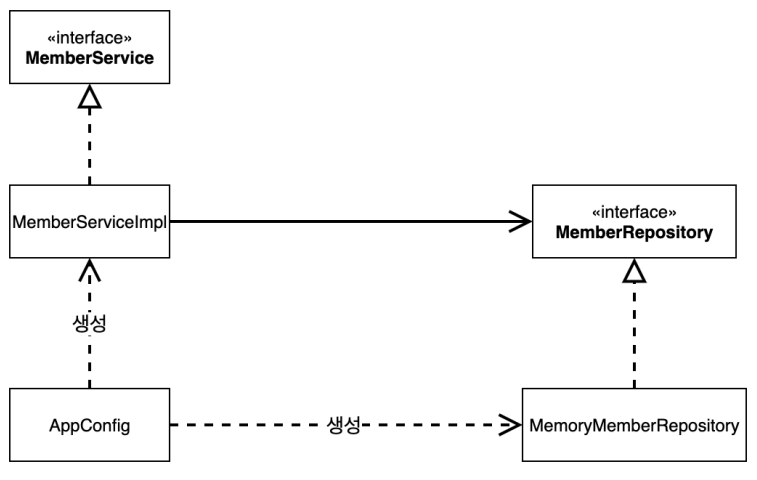 «interface»
MemberService
MemberServiceImpl
«interface»
MemberRepository
생성
AppConfig
생성
MemoryMemberRepository